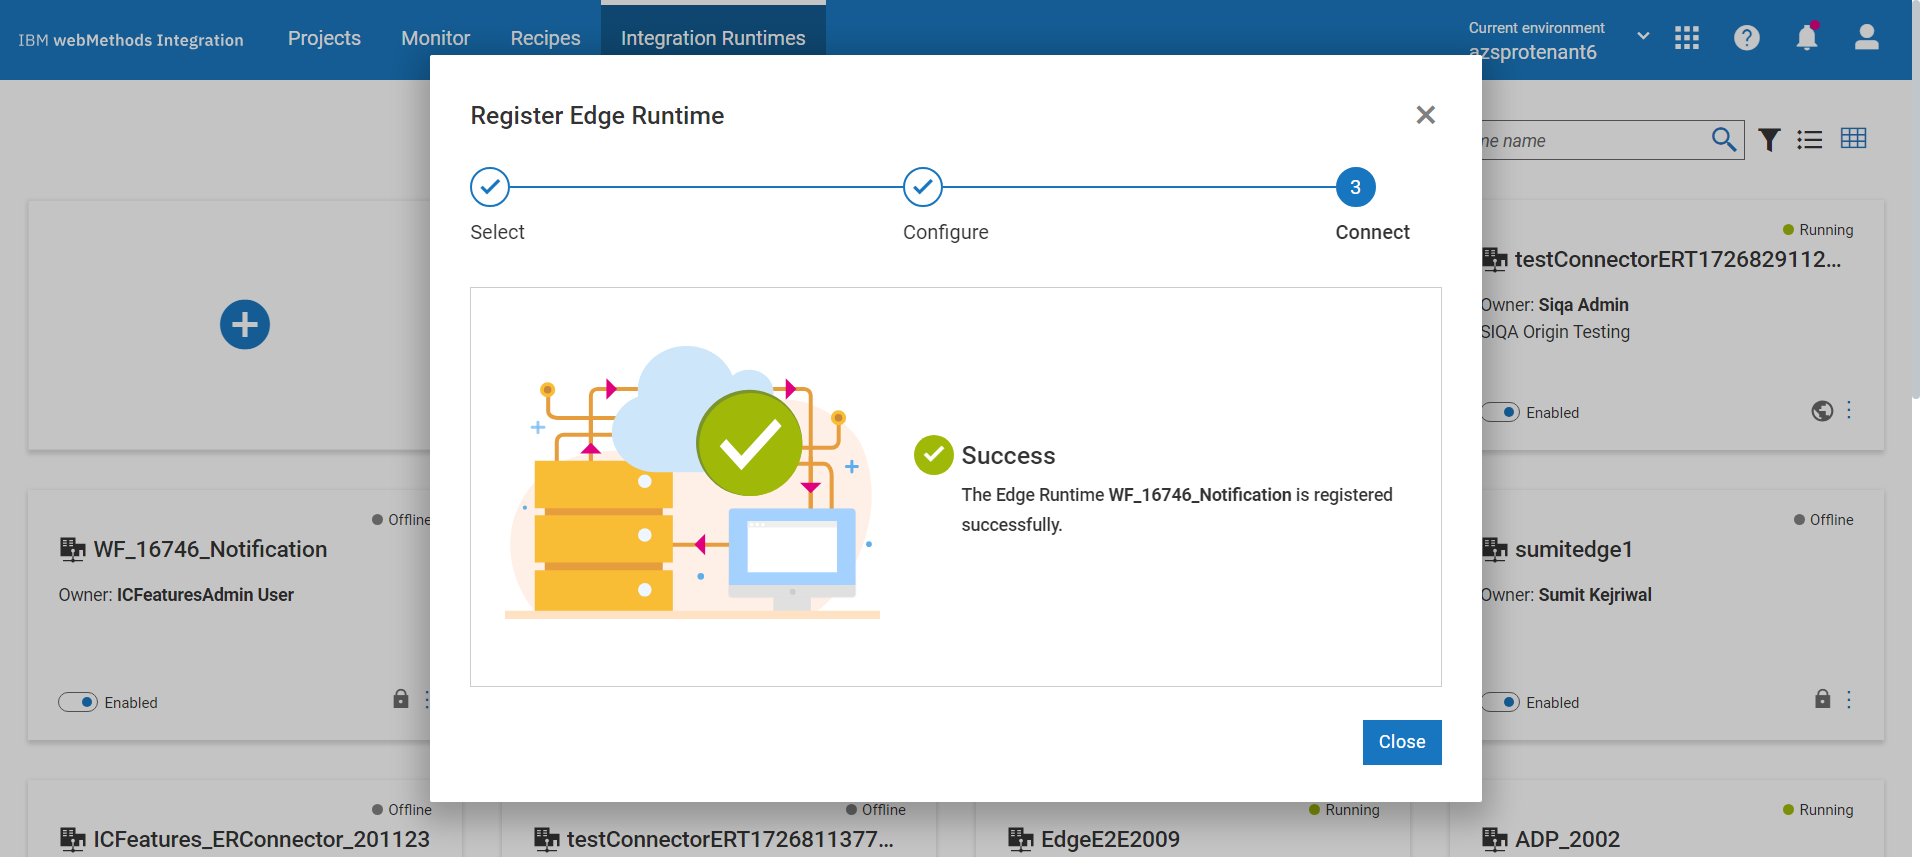 IBM webMethods Integration
Projects
Monitor
Recipes
Integration Runtimes
Current environment
azsprotenant6
Register Edge Runtime
3
Select
Configure
Connect
Success
The Edge Runtime WF_16746_Notification is registered
successfully.
Close
me name
Running
testConnectorERT1726829112...
Owner: Siqa Admin
SIQA Origin Testing
Enabled
Offline
WF_16746_Notification
Owner: ICFeaturesAdmin User
Enabled
Offline
sumitedge1
Owner: Sumit Kejriwal
Enabled
Offline
ICFeatures_ERConnector_201123
Offline
testConnectorERT1726811377...
Running
EdgeE2E2009
Running
ADP_2002